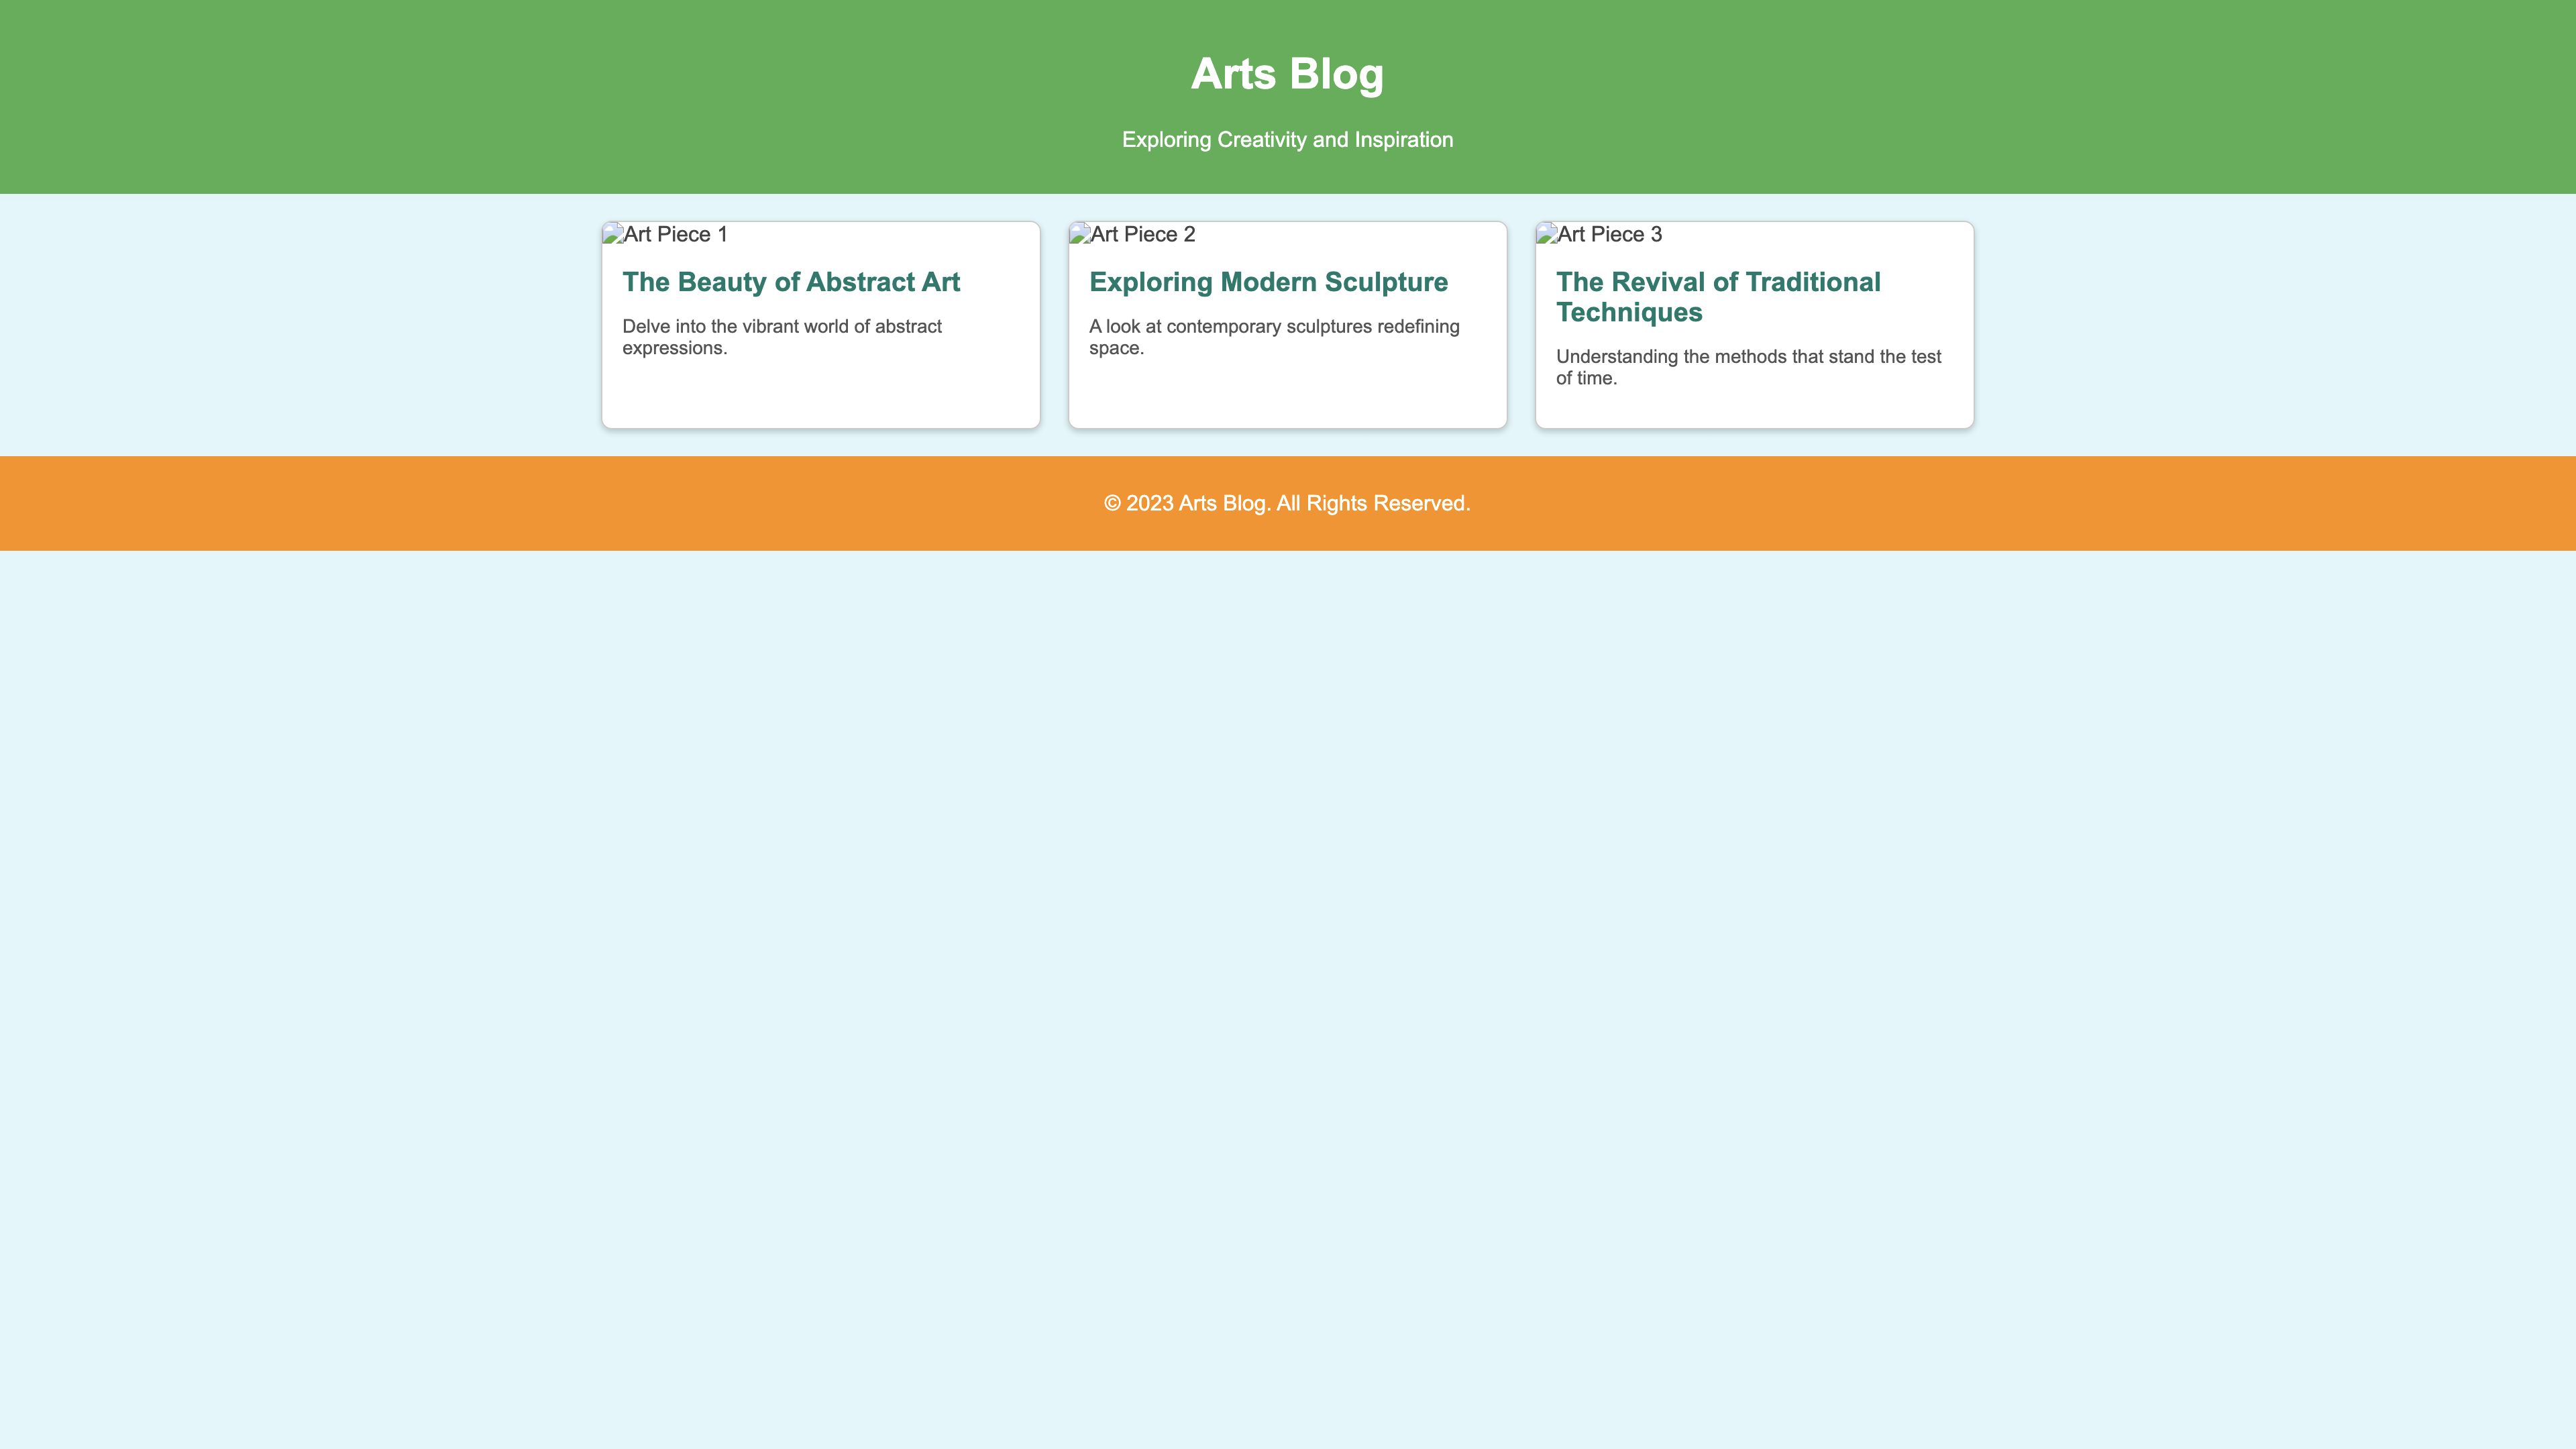 Arts Blog
Exploring Creativity and Inspiration
Art Piece 1
The Beauty of Abstract Art
Delve into the vibrant world of abstract
expressions.
Art Piece 2
Exploring Modern Sculpture
A look at contemporary sculptures redefining
space.
Art Piece 3
The Revival of Traditional
Techniques
Understanding the methods that stand the test
of time.
© 2023 Arts Blog. All Rights Reserved.